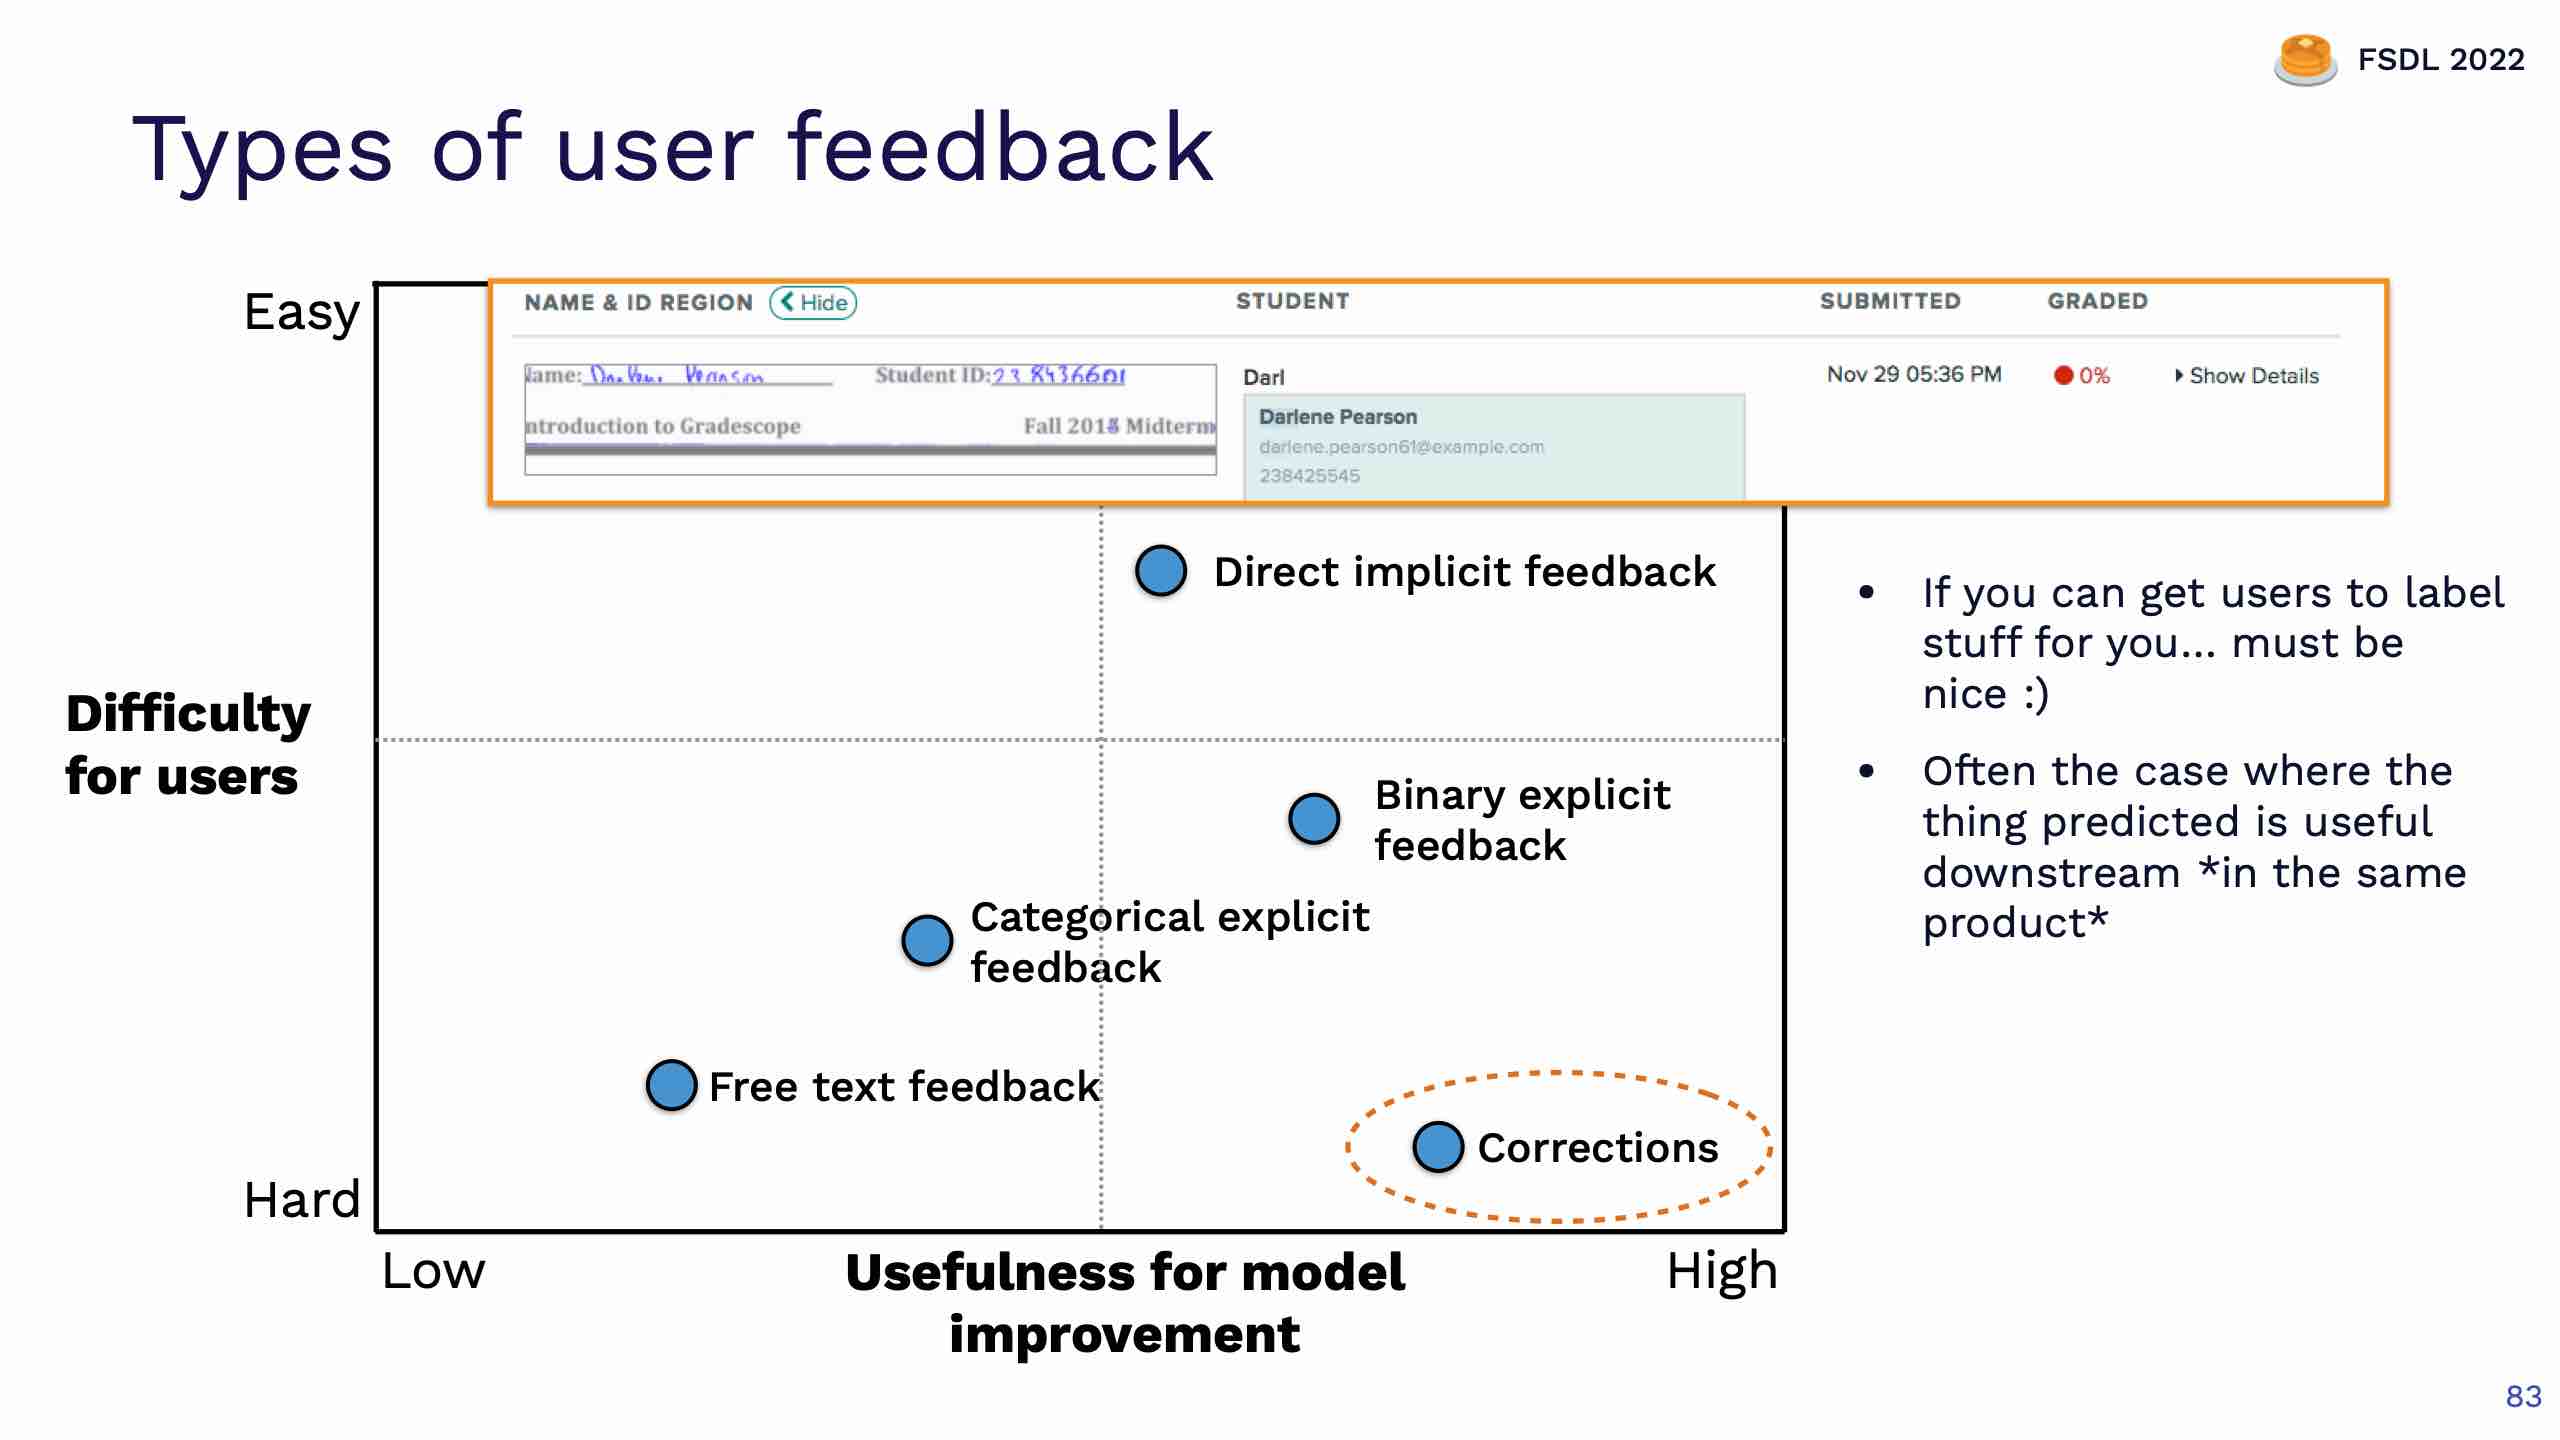 FSDL 2022
Types of user feedback
Easy
NAME & ID REGION Hide STUDENT SUBMITTED GRADED
Name: Darlene Pearson Student ID: 238436601
Darl
Nov 29 05:36 PM 0% Show Details
ntroduction to Gradescope Fall 2018 Midterm
Darlene Pearson
darlene.pearson61@example.com
238425545
Direct implicit feedback
Difficulty
for users
Binary explicit
feedback
Categorical explicit
feedback
Free text feedback
Corrections
Hard
Low
Usefulness for model
improvement
High
• If you can get users to label
stuff for you... must be
nice :)
• Often the case where the
thing predicted is useful
downstream *in the same
product*
83